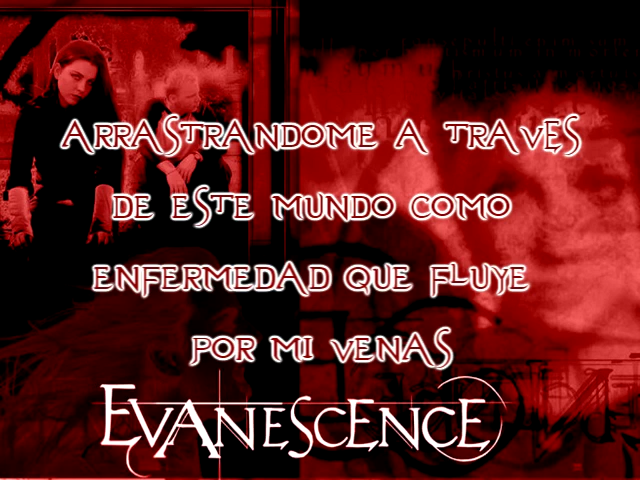 ARRASTRANDOME A TRAVES
DE ESTE MUNDO COMO
ENFERMEDAD QUE FLUYE
POR MI VENAS
EVANESCENCE